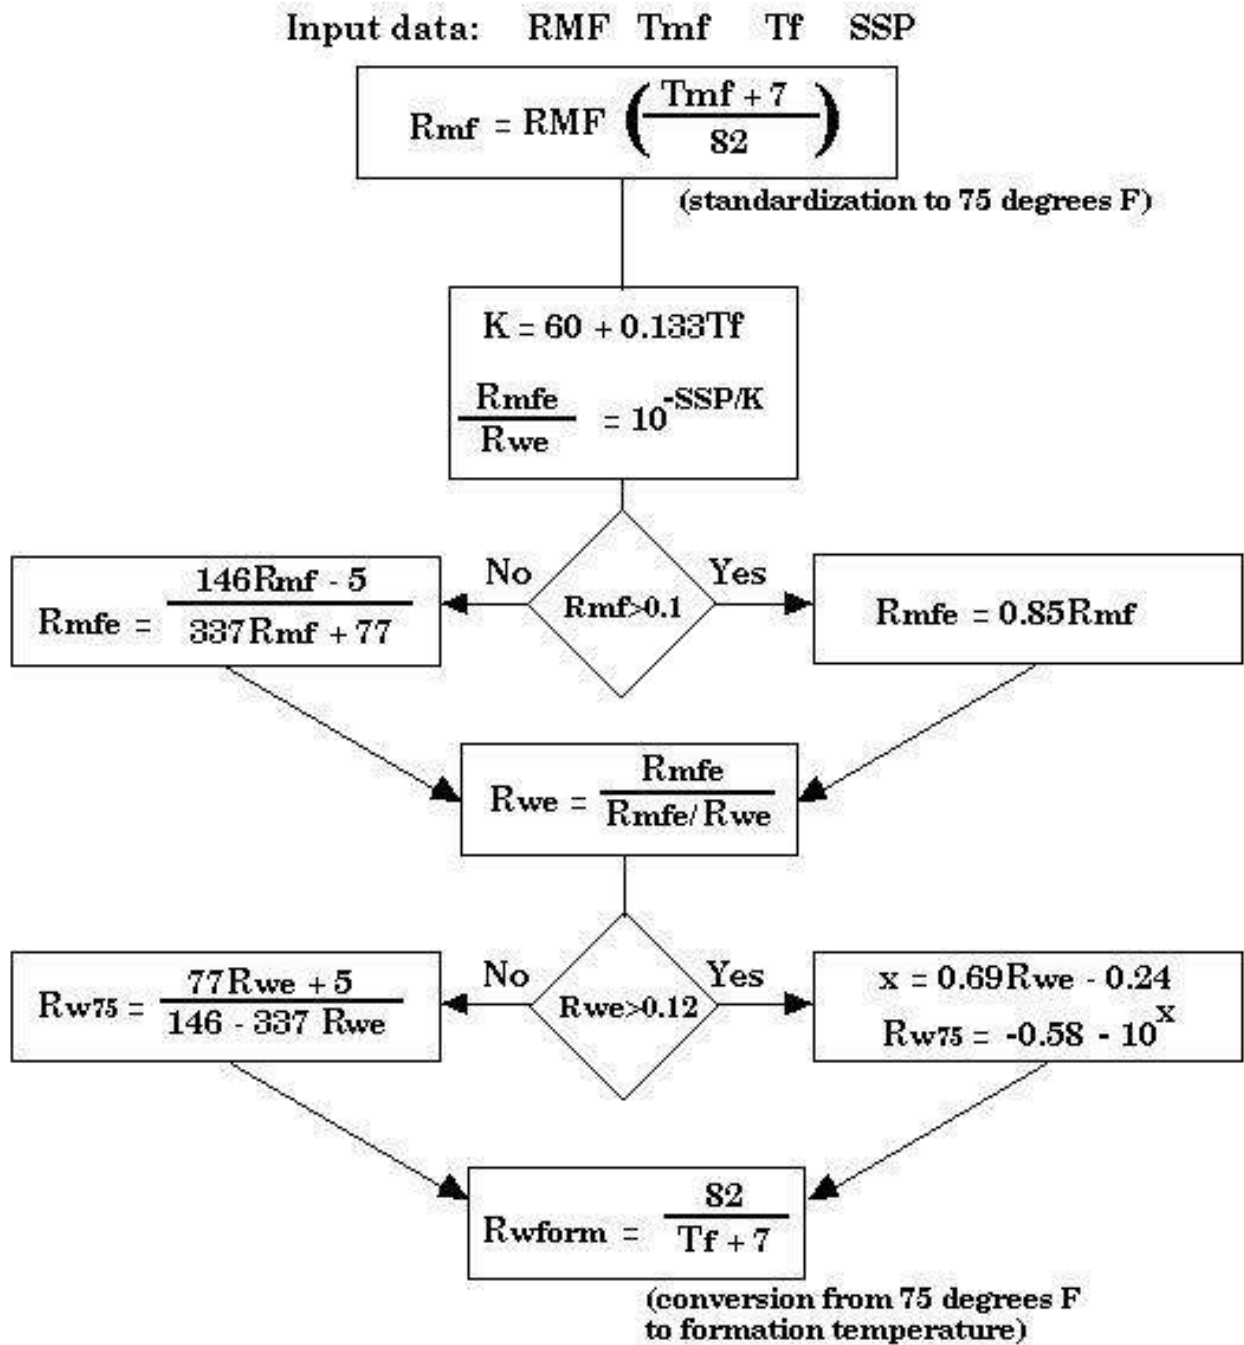 Input data: RMF Tmf Tf SSP
Rmf = RMF ( Tmf + 7 / 82 )
(standardization to 75 degrees F)
K = 60 + 0.133Tf
Rmfe / Rwe = 10^-SSP/K
No
Yes
Rmfe = 146Rmf - 5 / 337Rmf + 77
Rmf>0.1
Rmfe = 0.85Rmf
Rwe = Rmfe / Rmfe/Rwe
No
Yes
Rw75 = 77Rwe + 5 / 146 - 337 Rwe
Rwe>0.12
x = 0.69Rwe - 0.24
Rw75 = -0.58 - 10^x
Rwform = 82 / Tf + 7
(conversion from 75 degrees F
to formation temperature)